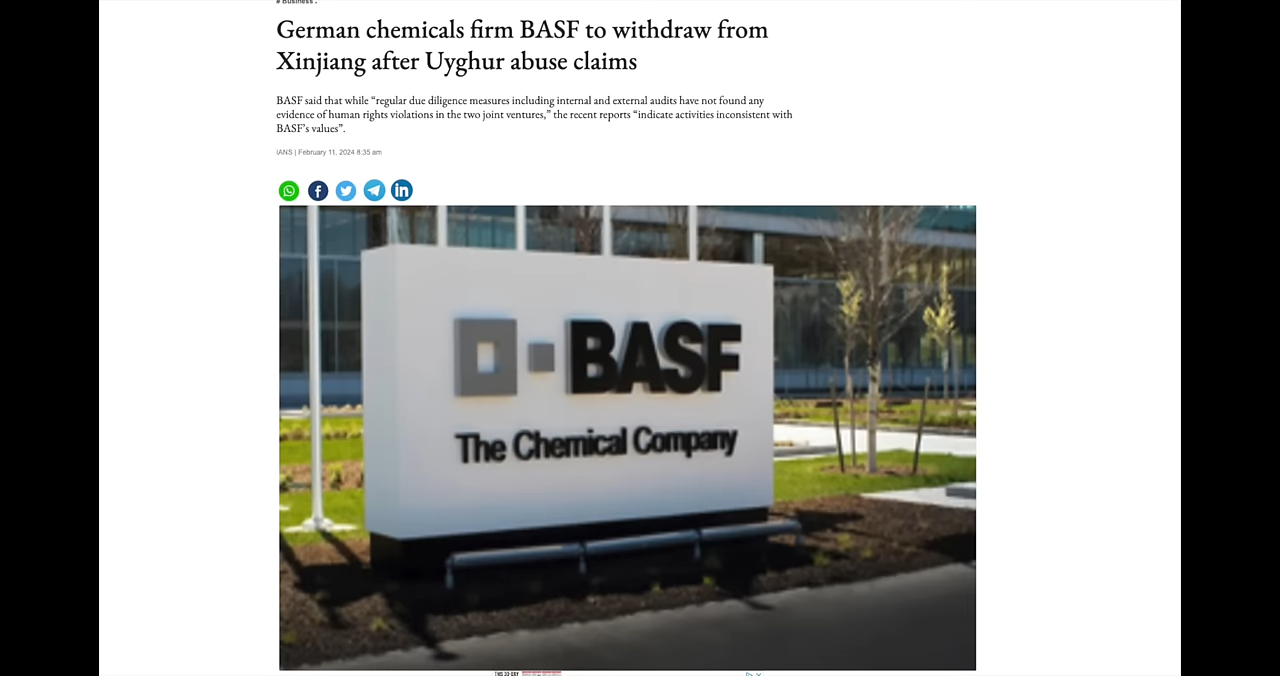 # Business .
German chemicals firm BASF to withdraw from
Xinjiang after Uyghur abuse claims
BASF said that while “regular due diligence measures including internal and external audits have not found any
evidence of human rights violations in the two joint ventures,” the recent reports “indicate activities inconsistent with
BASF’s values”.
IANS | February 11, 2024 8:35 am
BASF
The Chemical Company